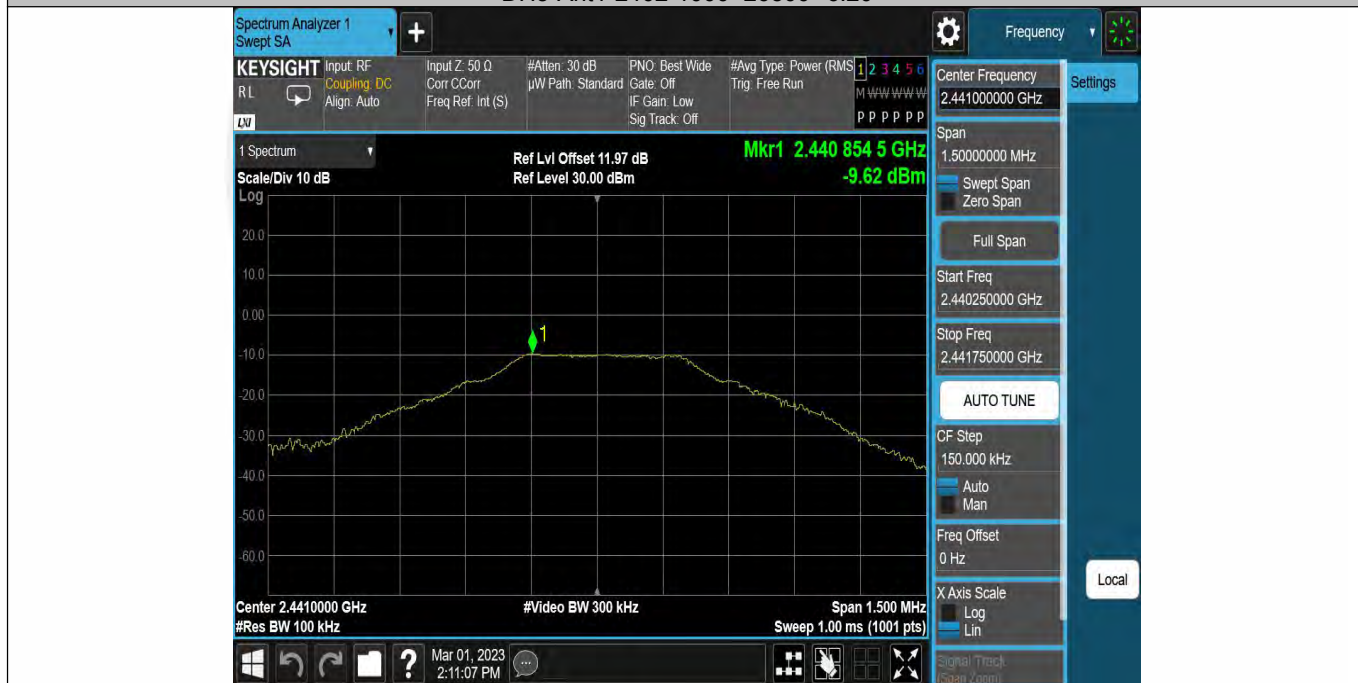 Spectrum Analyzer 1
Swept SA
Frequency
KEYSIGHT
RL
LXI
Input: RF
Coupling: DC
Align: Auto
Input Z: 50 Ω
Corr CCorr
Freq Ref: Int (S)
#Atten: 30 dB
µW Path: Standard
PNO: Best Wide
Gate: Off
IF Gain: Low
Sig Track: Off
#Avg Type: Power (RMS
Trig: Free Run
1 2 3 4 5 6
M W W W W W
P P P P P P
1 Spectrum
Scale/Div 10 dB
Log
Ref Lvl Offset 11.97 dB
Ref Level 30.00 dBm
Mkr1 2.440 854 5 GHz
-9.62 dBm
20.0
10.0
0.00
-10.0
-20.0
-30.0
-40.0
-50.0
-60.0
1
Center 2.4410000 GHz
#Res BW 100 kHz
#Video BW 300 kHz
Span 1.500 MHz
Sweep 1.00 ms (1001 pts)
Mar 01, 2023
2:11:07 PM
Center Frequency
2.441000000 GHz
Settings
Span
1.50000000 MHz
Swept Span
Zero Span
Full Span
Start Freq
2.440250000 GHz
Stop Freq
2.441750000 GHz
AUTO TUNE
CF Step
150.000 kHz
Auto
Man
Freq Offset
0 Hz
X Axis Scale
Log
Lin
Local
Signal Track
(Span Zoom)